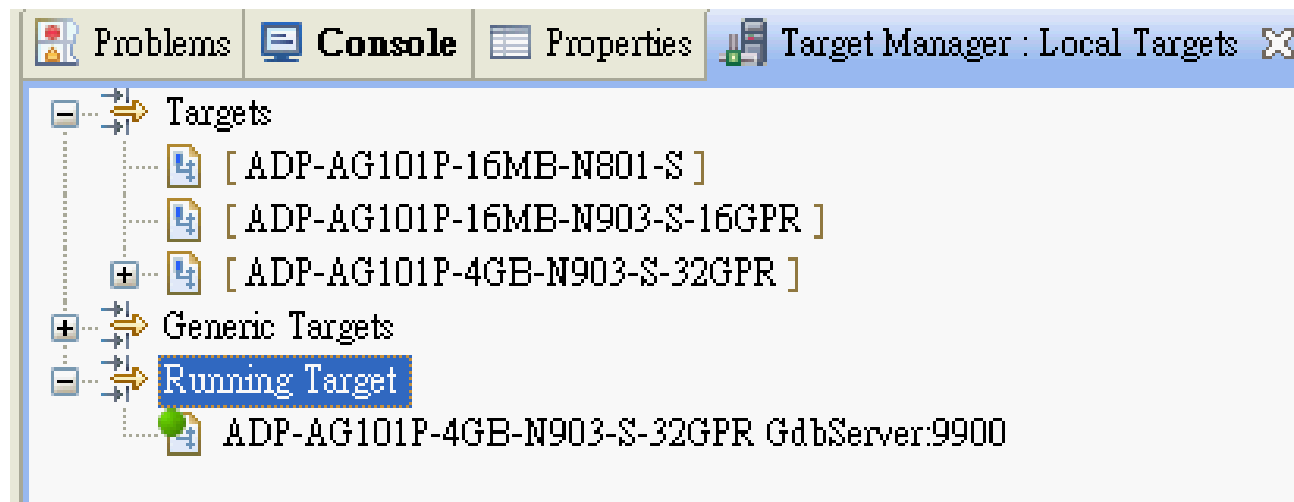 Problems Console Properties Target Manager : Local Targets
Targets
[ ADP-AG101P-16MB-N801-S ]
[ ADP-AG101P-16MB-N903-S-16GPR ]
[ ADP-AG101P-4GB-N903-S-32GPR ]
Generic Targets
Running Target
ADP-AG101P-4GB-N903-S-32GPR GdbServer:9900